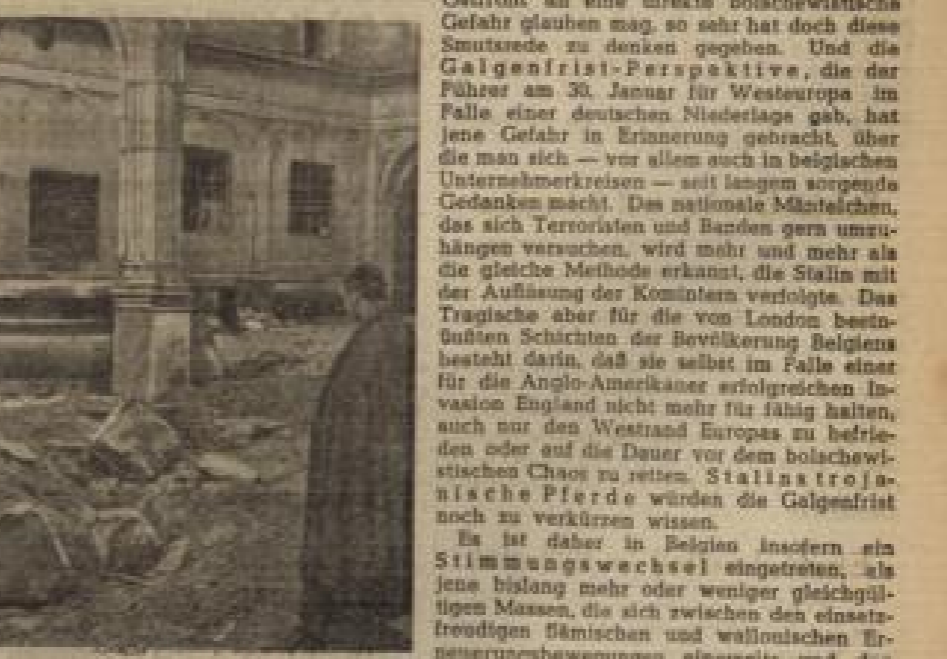 Ostfront an eine direkte bolschewistische
Gefahr glauben mag, so sehr hat doch diese
Smutsrede zu denken gegeben. Und die
Galgenfrist-Perspektive, die der
Führer am 30. Januar für Westeuropa im
Falle einer deutschen Niederlage gab, hat
jene Gefahr in Erinnerung gebracht, über
die man sich — vor allem auch in belgischen
Unternehmerkreisen — seit langem sorgende
Gedanken macht. Das nationale Mäntelchen,
das sich Terroristen und Banden gern umzu-
hängen versuchen, wird mehr und mehr als
die gleiche Methode erkannt, die Stalin mit
der Auflösung der Komintern verfolgte. Das
Tragische aber für die von London beein-
flußten Schichten der Bevölkerung Belgiens
besteht darin, daß sie selbst im Falle einer
für die Anglo-Amerikaner erfolgreichen In-
vasion England nicht mehr für fähig halten,
auch nur den Westrand Europas zu befrie-
den oder auf die Dauer vor dem bolschewi-
stischen Chaos zu retten. Stalins troja-
nische Pferde würden die Galgenfrist
noch zu verkürzen wissen.
Es ist daher in Belgien insofern ein
Stimmungswechsel eingetreten, als
jene bislang mehr oder weniger gleichgül-
tigen Massen, die sich zwischen den einsatz-
freudigen flämischen und wallonischen Er-
neuerungsbewegungen einerseits und den